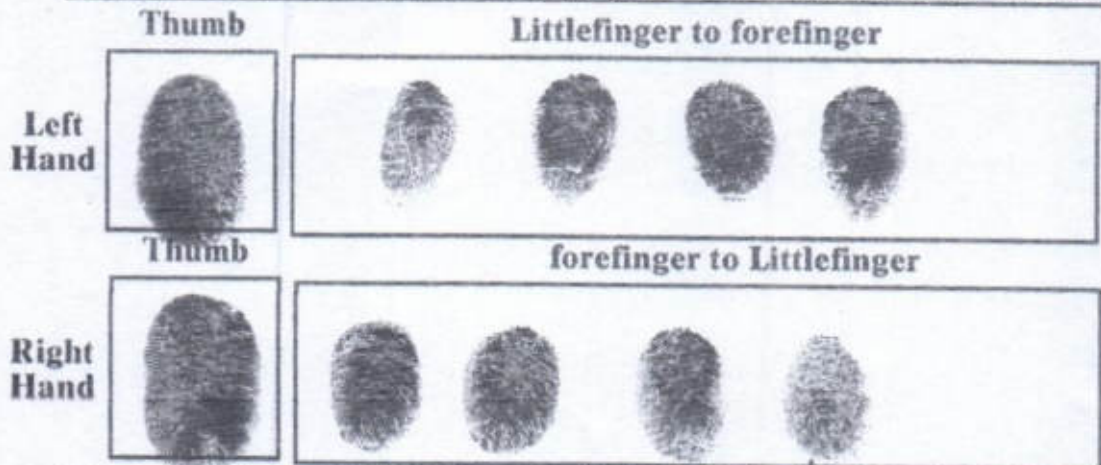 Thumb
Littlefinger to forefinger
Left
Hand
Thumb
forefinger to Littlefinger
Right
Hand